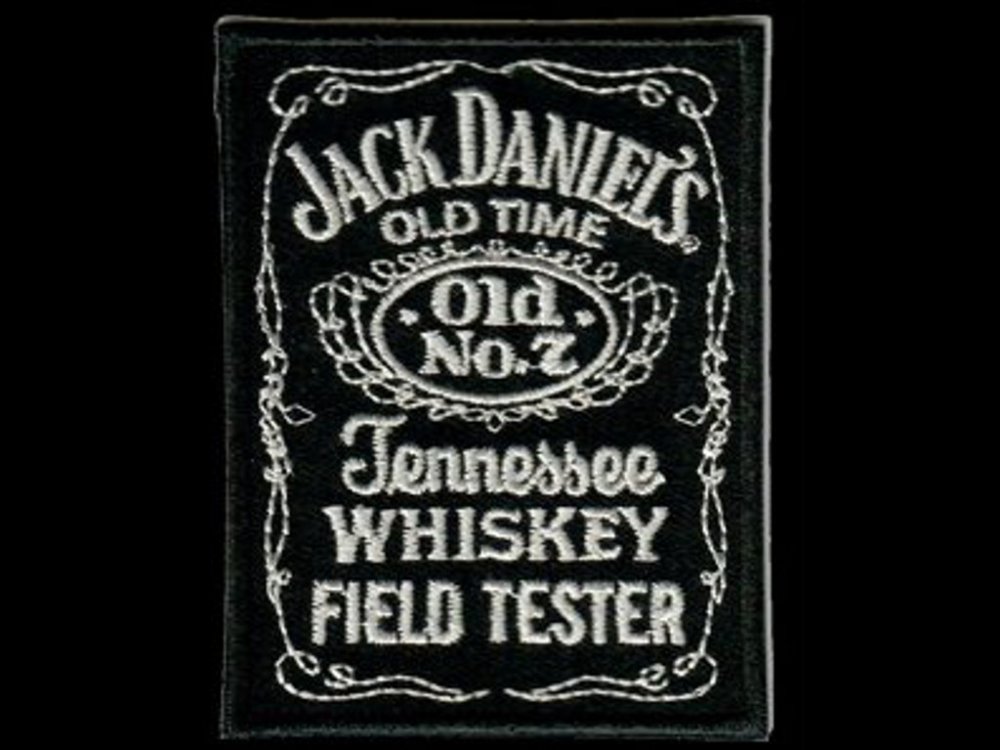 JACK DANIEL'S
OLD TIME
Old
No. 7
Tennessee
WHISKEY
FIELD TESTER